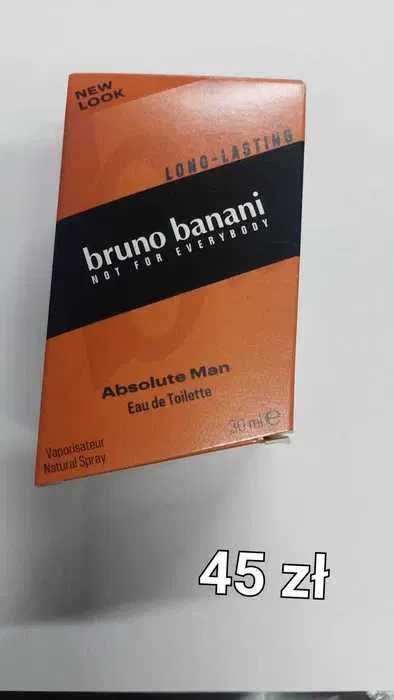 NEW
LOOK
LONG-LASTING
bruno banani
NOT FOR EVERYBODY
Absolute Man
Eau de Toilette
30 ml ℮
Vaporisateur
Natural Spray
45 zł